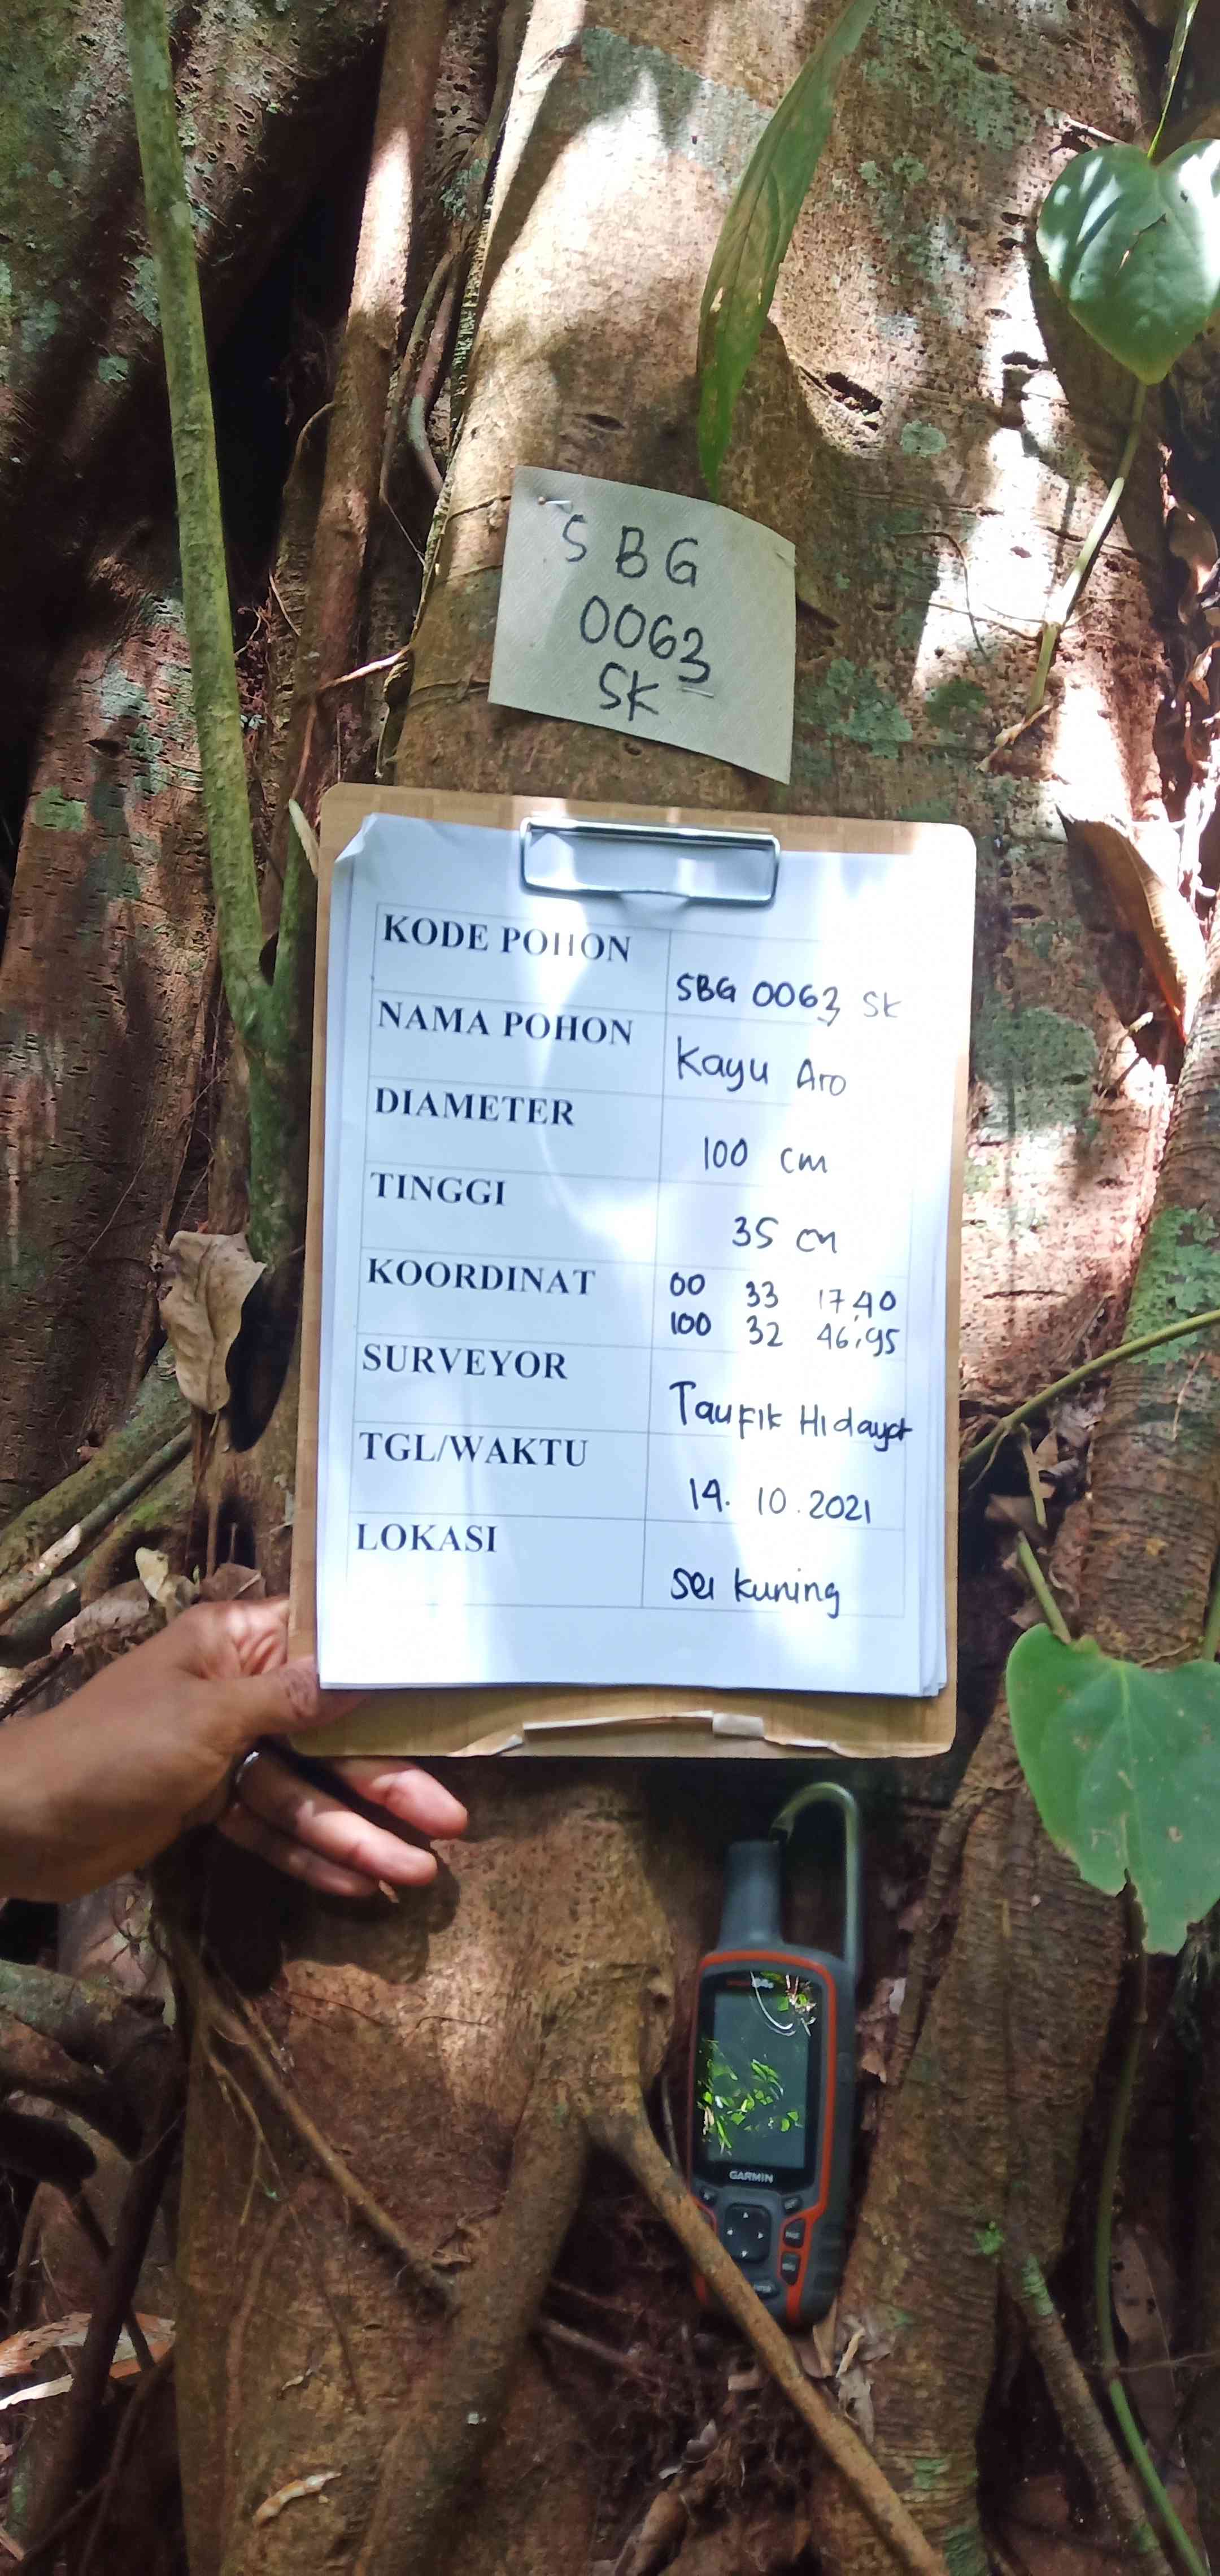 SBG
0063
SK
KODE POHON
SBG 0063 SK
NAMA POHON
Kayu Aro
DIAMETER
100 cm
TINGGI
35 cm
KOORDINAT
00 33 17,40
100 32 46,95
SURVEYOR
Taufik Hidayat
TGL/WAKTU
14. 10. 2021
LOKASI
Sei Kuning
GARMIN